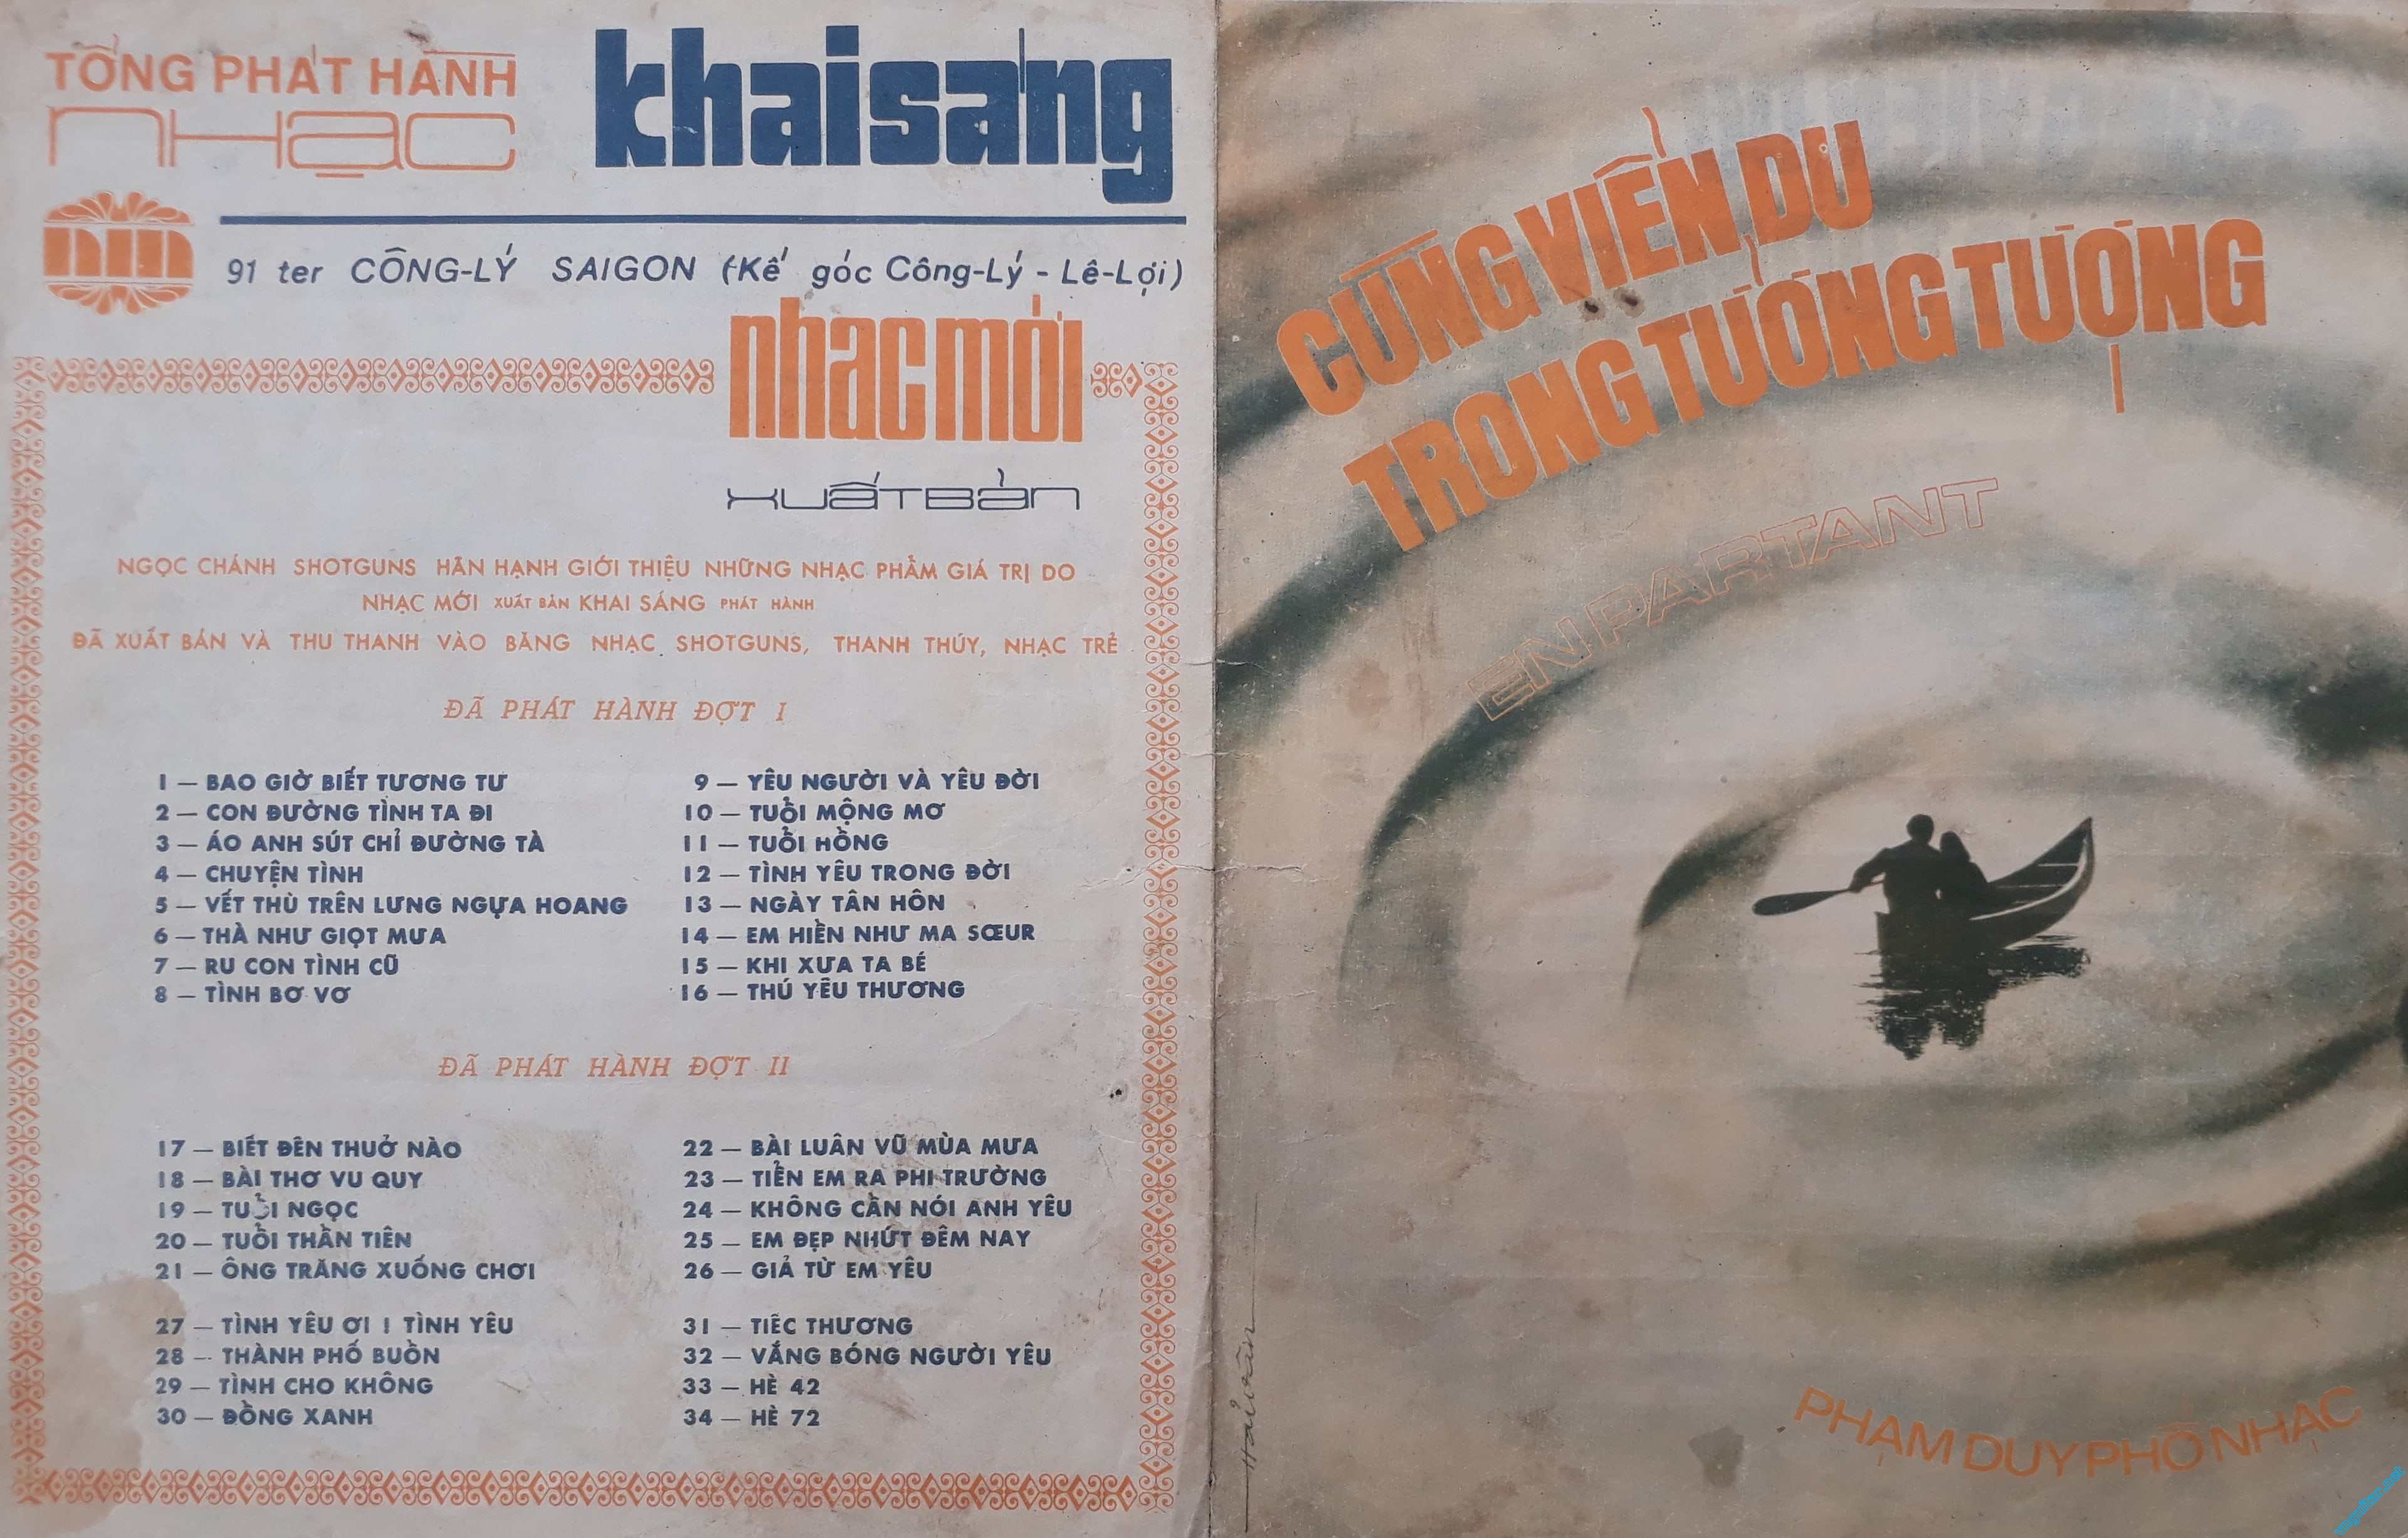 TỔNG PHÁT HÀNH
NHẠC
khaisáng
nm
91 ter CÔNG-LÝ SAIGON (Kế góc Công-Lý - Lê-Lợi)
nhạc mới
XUẤT BẢN
NGỌC CHÁNH SHOTGUNS HÃN HẠNH GIỚI THIỆU NHỮNG NHẠC PHẨM GIÁ TRỊ DO
NHẠC MỚI XUẤT BẢN KHAI SÁNG PHÁT HÀNH
ĐÃ XUẤT BẢN VÀ THU THANH VÀO BĂNG NHẠC SHOTGUNS, THANH THÚY, NHẠC TRẺ
ĐÃ PHÁT HÀNH ĐỢT I
1 — BAO GIỜ BIẾT TƯƠNG TƯ
2 — CON ĐƯỜNG TÌNH TA ĐI
3 — ÁO ANH SÚT CHỈ ĐƯỜNG TÀ
4 — CHUYỆN TÌNH
5 — VẾT THÙ TRÊN LƯNG NGỰA HOANG
6 — THÀ NHƯ GIỌT MƯA
7 — RU CON TÌNH CŨ
8 — TÌNH BƠ VƠ
9 — YÊU NGƯỜI VÀ YÊU ĐỜI
10 — TUỔI MỘNG MƠ
11 — TUỔI HỒNG
12 — TÌNH YÊU TRONG ĐỜI
13 — NGÀY TÂN HÔN
14 — EM HIỀN NHƯ MA SŒUR
15 — KHI XƯA TA BÉ
16 — THÚ YÊU THƯƠNG
ĐÃ PHÁT HÀNH ĐỢT II
17 — BIẾT ĐẾN THUỞ NÀO
18 — BÀI THƠ VU QUY
19 — TUỔI NGỌC
20 — TUỔI THẦN TIÊN
21 — ÔNG TRĂNG XUỐNG CHƠI
22 — BÀI LUÂN VŨ MÙA MƯA
23 — TIỄN EM RA PHI TRƯỜNG
24 — KHÔNG CẦN NÓI ANH YÊU
25 — EM ĐẸP NHỨT ĐÊM NAY
26 — GIẢ TỪ EM YÊU
27 — TÌNH YÊU ƠI ! TÌNH YÊU
28 — THÀNH PHỐ BUỒN
29 — TÌNH CHO KHÔNG
30 — ĐỒNG XANH
31 — TIẾC THƯƠNG
32 — VẮNG BÓNG NGƯỜI YÊU
33 — HÈ 42
34 — HÈ 72
CÙNG VIỄN DU
TRONG TƯỞNG TƯỢNG
EN PARTANT
PHẠM DUY PHỔ NHẠC